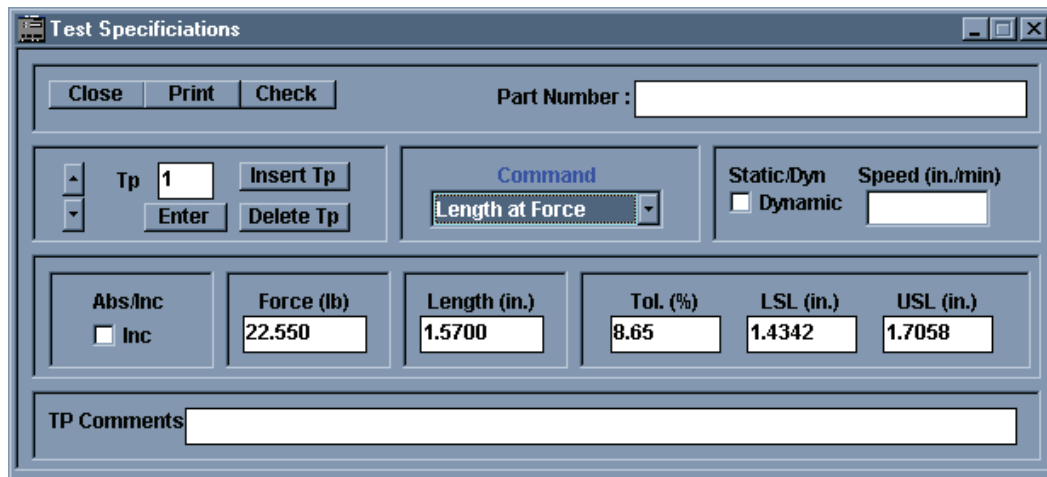 Test Specificiations
Close Print Check Part Number :
Tp 1 Insert Tp
Enter Delete Tp
Command
Length at Force
Static/Dyn Speed (in./min)
Dynamic
Abs/Inc Force (lb) Length (in.) Tol. (%) LSL (in.) USL (in.)
Inc 22.550 1.5700 8.65 1.4342 1.7058
TP Comments